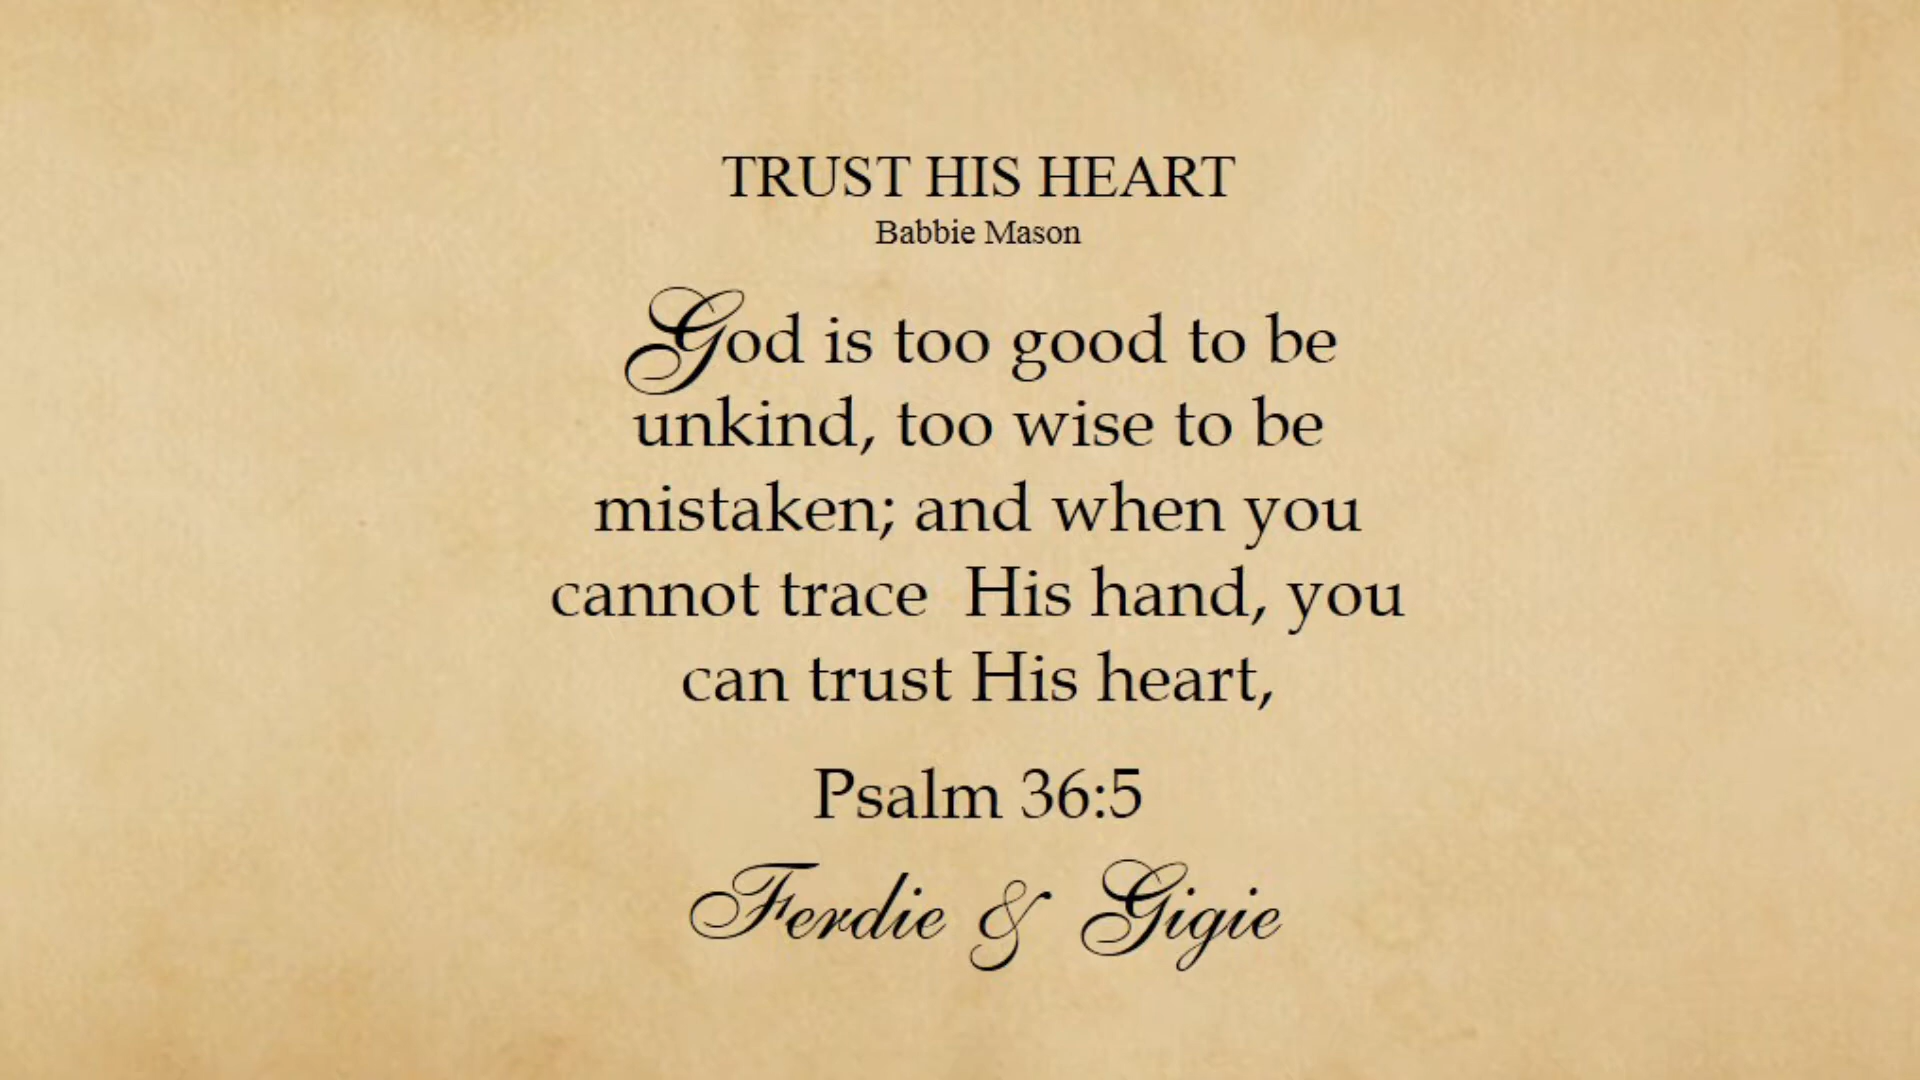 TRUST HIS HEART
Babbie Mason
God is too good to be
unkind, too wise to be
mistaken; and when you
cannot trace  His hand, you
can trust His heart,
Psalm 36:5
Ferdie & Gigie